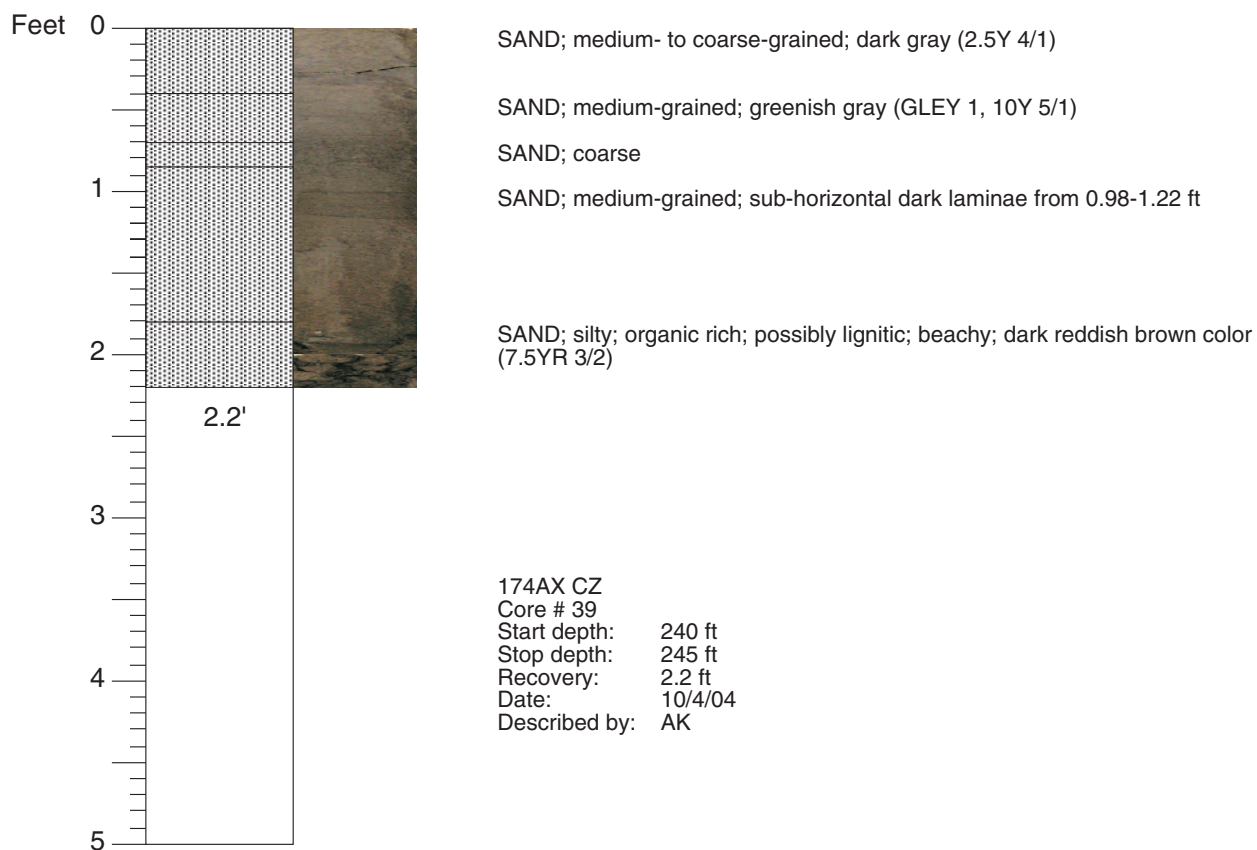 Feet 0
SAND; medium- to coarse-grained; dark gray (2.5Y 4/1)
SAND; medium-grained; greenish gray (GLEY 1, 10Y 5/1)
SAND; coarse
1
SAND; medium-grained; sub-horizontal dark laminae from 0.98-1.22 ft
SAND; silty; organic rich; possibly lignitic; beachy; dark reddish brown color
(7.5YR 3/2)
2
2.2'
3
174AX CZ
Core # 39
Start depth: 240 ft
Stop depth: 245 ft
Recovery: 2.2 ft
Date: 10/4/04
Described by: AK
4
5